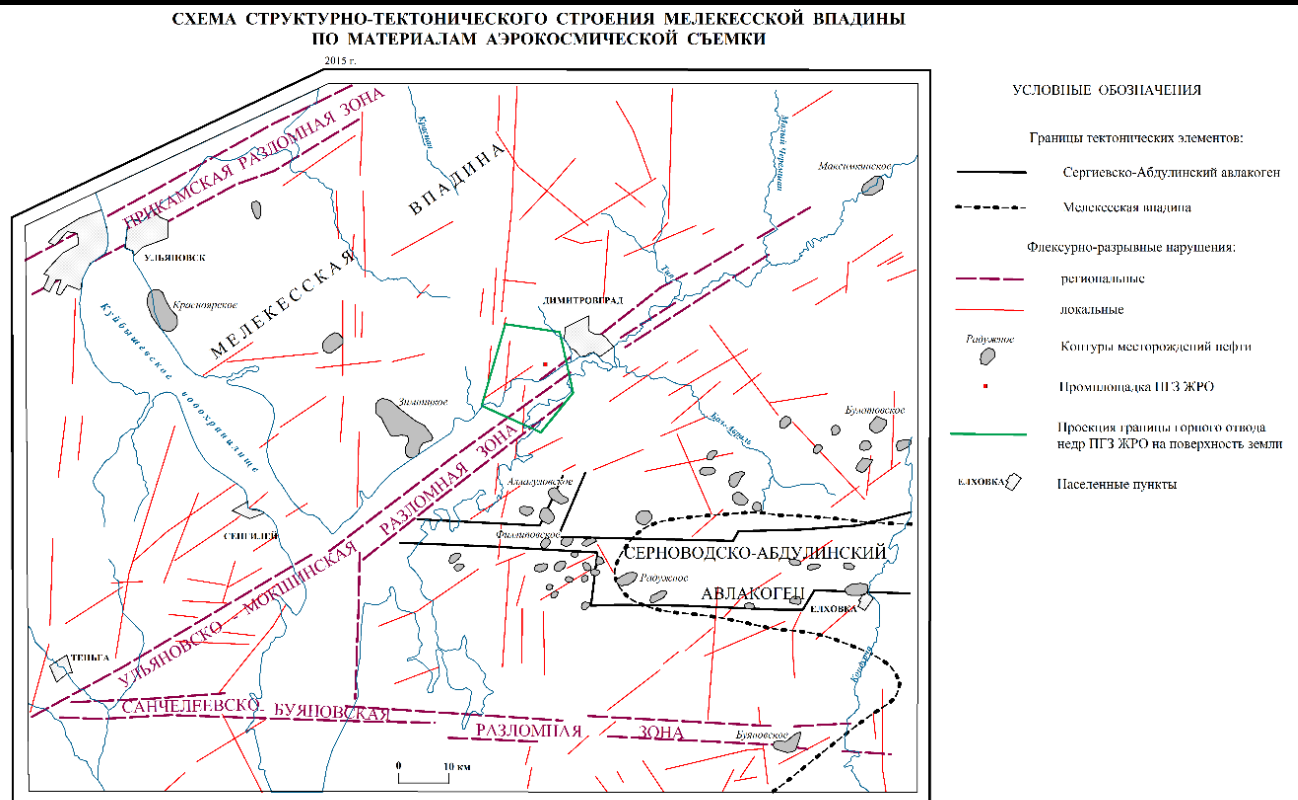 СХЕМА СТРУКТУРНО-ТЕКТОНИЧЕСКОГО СТРОЕНИЯ МЕЛЕКЕССКОЙ ВПАДИНЫ
ПО МАТЕРИАЛАМ АЭРОКОСМИЧЕСКОЙ СЪЕМКИ
2015 г.
ПРИКАМСКАЯ РАЗЛОМНАЯ ЗОНА
Красная
ВПАДИНА
Малый Черемшан
УЛЬЯНОВСК
Красноярское
МЕЛЕКЕССКАЯ
Куйбышевское водохранилище
ДИМИТРОВГРАД
Зимницкое
СЕНГИЛЕЙ
УЛЬЯНОВСКО - МОКШИНСКАЯ РАЗЛОМНАЯ ЗОНА
Филипповское
СЕРНОВОДСКО-АБДУЛИНСКИЙ
Радужное
АВЛАКОГЕН
ЕЛХОВКА
ТЕНЬГА
САНЧЕЛЕЕВСКО - БУЯНОВСКАЯ
РАЗЛОМНАЯ ЗОНА
Буяновское
0 10 км
УСЛОВНЫЕ ОБОЗНАЧЕНИЯ
Границы тектонических элементов:
Сергиевско-Абдулинский авлакоген
Мелекесская впадина
Флексурно-разрывные нарушения:
региональные
локальные
Радужное
Контуры месторождений нефти
Промплощадка ПГЗ ЖРО
Проекция границы горного отвода
недр ПГЗ ЖРО на поверхность земли
ЕЛХОВКА
Населенные пункты